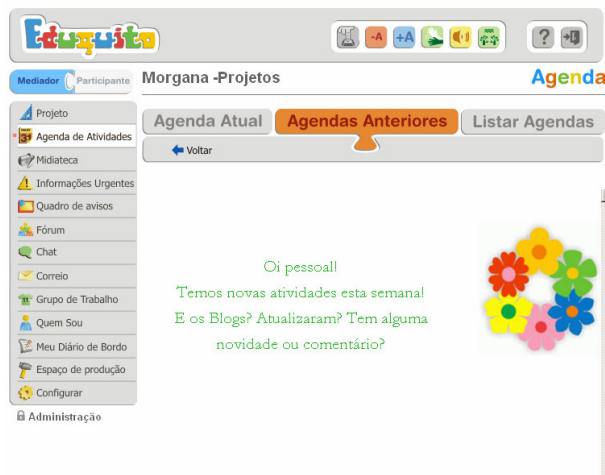 Eduquito
-A
+A
?
Mediador
Participante
Morgana -Projetos
Agenda
Projeto
Agenda Atual
Agendas Anteriores
Listar Agendas
* Agenda de Atividades
Voltar
Midiateca
Informações Urgentes
Quadro de avisos
Fórum
Chat
Correio
Grupo de Trabalho
Quem Sou
Meu Diário de Bordo
Espaço de produção
Configurar
Administração
Oi pessoal!
Temos novas atividades esta semana!
E os Blogs? Atualizaram? Tem alguma
novidade ou comentário?